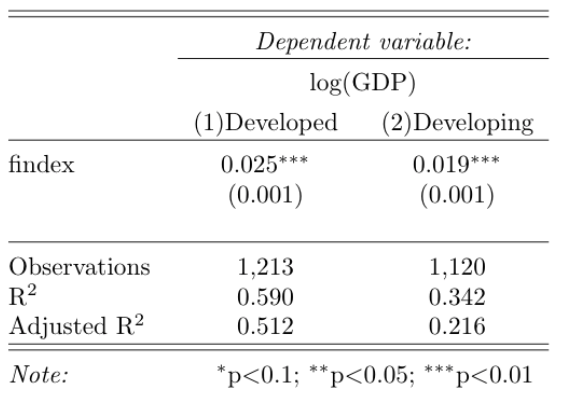 Dependent variable:
log(GDP)
(1)Developed (2)Developing
findex 0.025*** 0.019***
(0.001) (0.001)
Observations 1,213 1,120
R² 0.590 0.342
Adjusted R² 0.512 0.216
Note: *p<0.1; **p<0.05; ***p<0.01